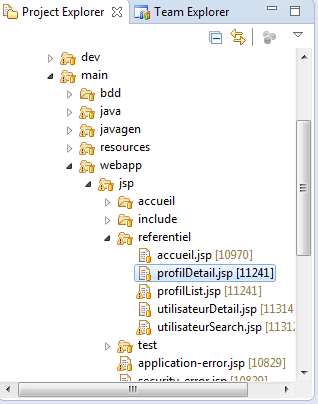 Project Explorer
Team Explorer
dev
main
bdd
java
javagen
resources
webapp
jsp
accueil
include
referentiel
accueil.jsp [10970]
profilDetail.jsp [11241]
profilList.jsp [11241]
utilisateurDetail.jsp [11314
utilisateurSearch.jsp [11312
test
application-error.jsp [10829]
security-error.jsp [10829]